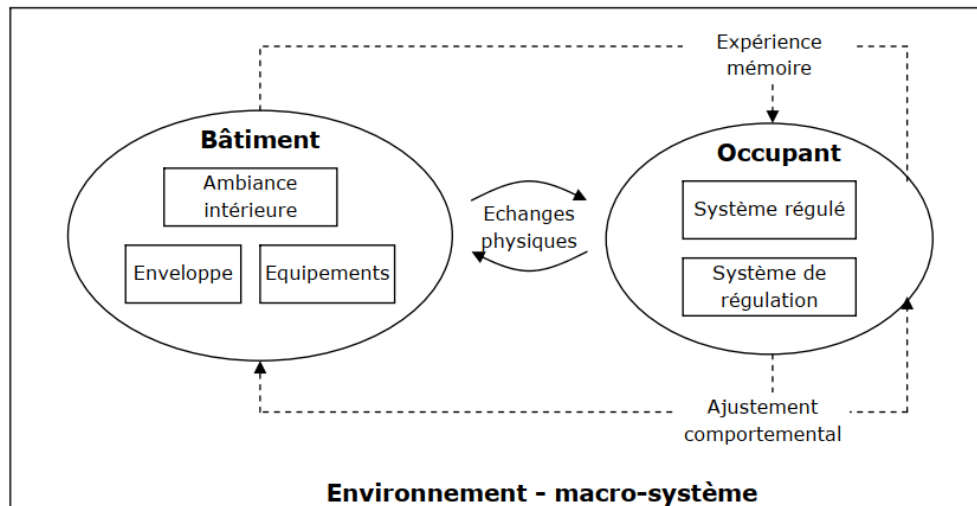 Expérience
mémoire
Bâtiment
Ambiance
intérieure
Enveloppe
Equipements
Echanges
physiques
Occupant
Système régulé
Système de
régulation
Ajustement
comportemental
Environnement - macro-système